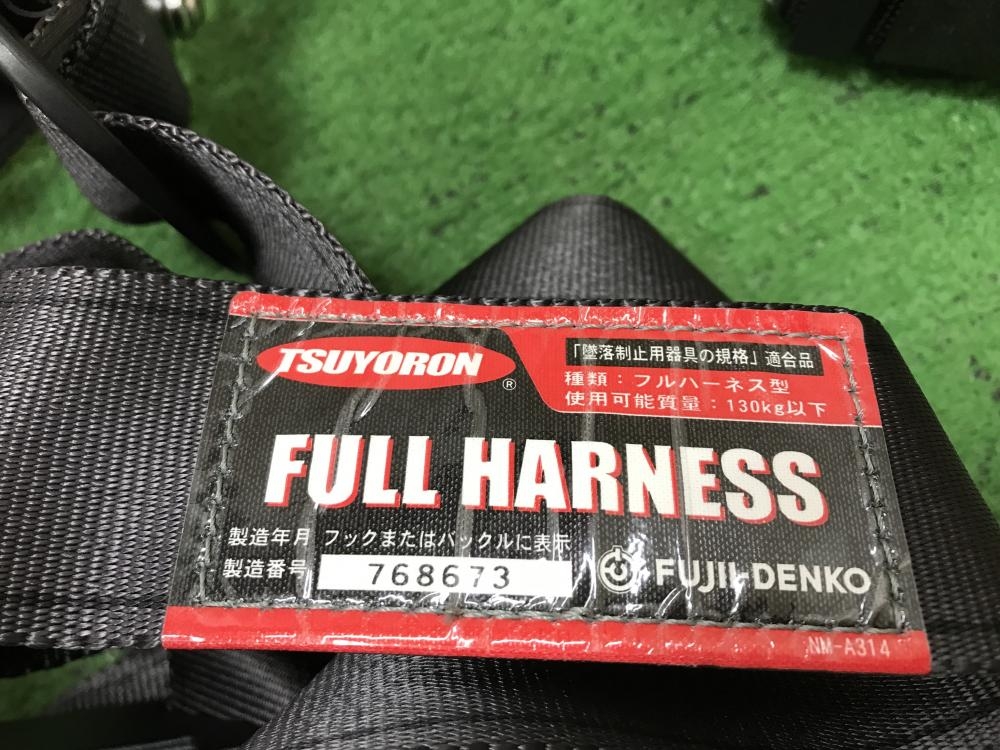 TSUYORON
®
「墜落制止用器具の規格」適合品
種類：フルハーネス型
使用可能質量：130kg以下
FULL HARNESS
製造年月 フックまたはバックルに表示
製造番号 768673
FUJII-DENKO
NM-A314